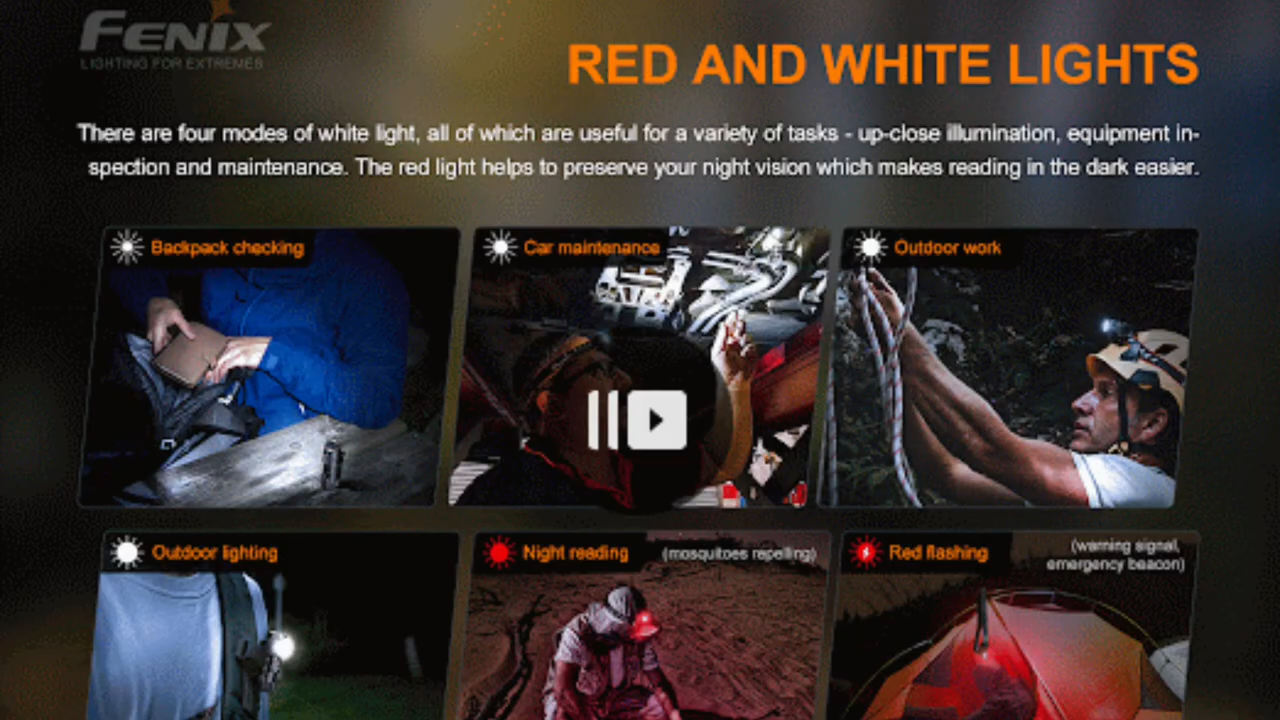 FENIX
LIGHTING FOR EXTREMES
RED AND WHITE LIGHTS
There are four modes of white light, all of which are useful for a variety of tasks - up-close illumination, equipment in-
spection and maintenance. The red light helps to preserve your night vision which makes reading in the dark easier.
Backpack checking
Car maintenance
Outdoor work
Outdoor lighting
Night reading
(mosquitoes repelling)
Red flashing
(warning signal,
emergency beacon)